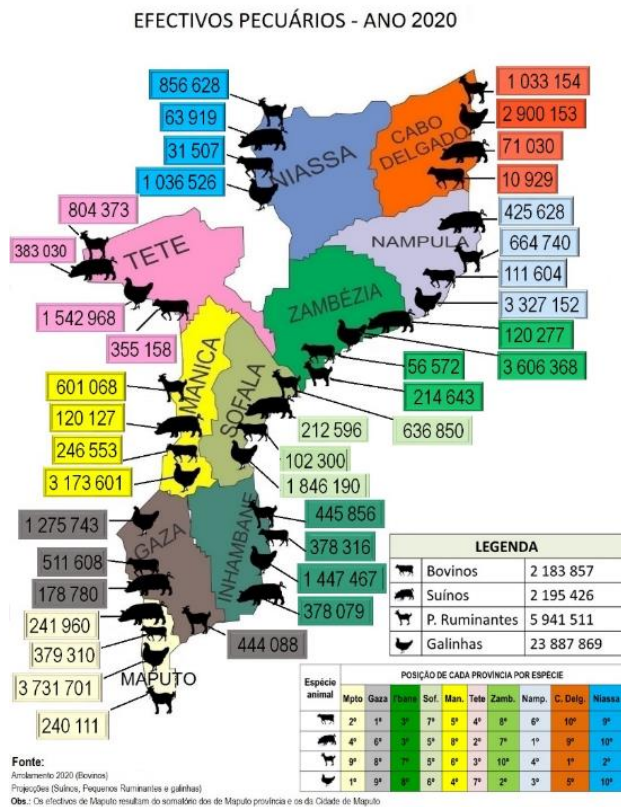 EFECTIVOS PECUÁRIOS - ANO 2020
856 628
63 919
31 507
1 036 526
NIASSA
CABO DELGADO
1 033 154
2 900 153
71 030
10 929
NAMPULA
425 628
664 740
111 604
3 327 152
804 373
383 030
TETE
1 542 968
355 158
ZAMBÉZIA
120 277
3 606 368
56 572
214 643
MANICA
601 068
120 127
246 553
3 173 601
SOFALA
636 850
212 596
102 300
1 846 190
GAZA
1 275 743
511 608
178 780
444 088
INHAMBANE
445 856
378 316
1 447 467
378 079
241 960
379 310
3 731 701
MAPUTO
240 111
LEGENDA
Bovinos 2 183 857
Suínos 2 195 426
P. Ruminantes 5 941 511
Galinhas 23 887 869
Espécie animal
POSIÇÃO DE CADA PROVÍNCIA POR ESPÉCIE
Mpto Gaza I'bane Sof. Man. Tete Zamb. Namp. C. Delg. Niassa
2º 1º 3º 7º 5º 4º 8º 6º 10º 9º
4º 6º 3º 5º 8º 2º 7º 1º 9º 10º
9º 8º 7º 5º 6º 3º 10º 4º 1º 2º
1º 9º 8º 6º 4º 7º 2º 3º 5º 10º
Fonte:
Arrolamento 2020 (Bovinos)
Projecções (Suínos, Pequenos Ruminantes e galinhas)
Obs.: Os efectivos de Maputo resultam do somatório dos de Maputo província e os da Cidade de Maputo